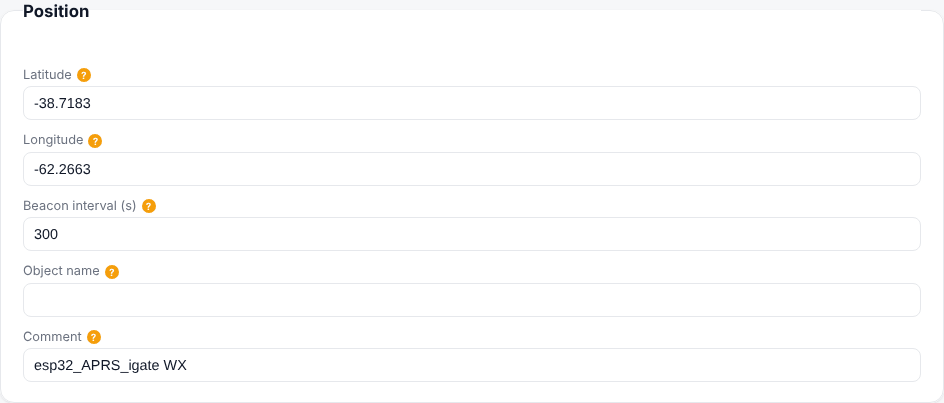 Position
Latitude ?
-38.7183
Longitude ?
-62.2663
Beacon interval (s) ?
300
Object name ?
Comment ?
esp32_APRS_igate WX